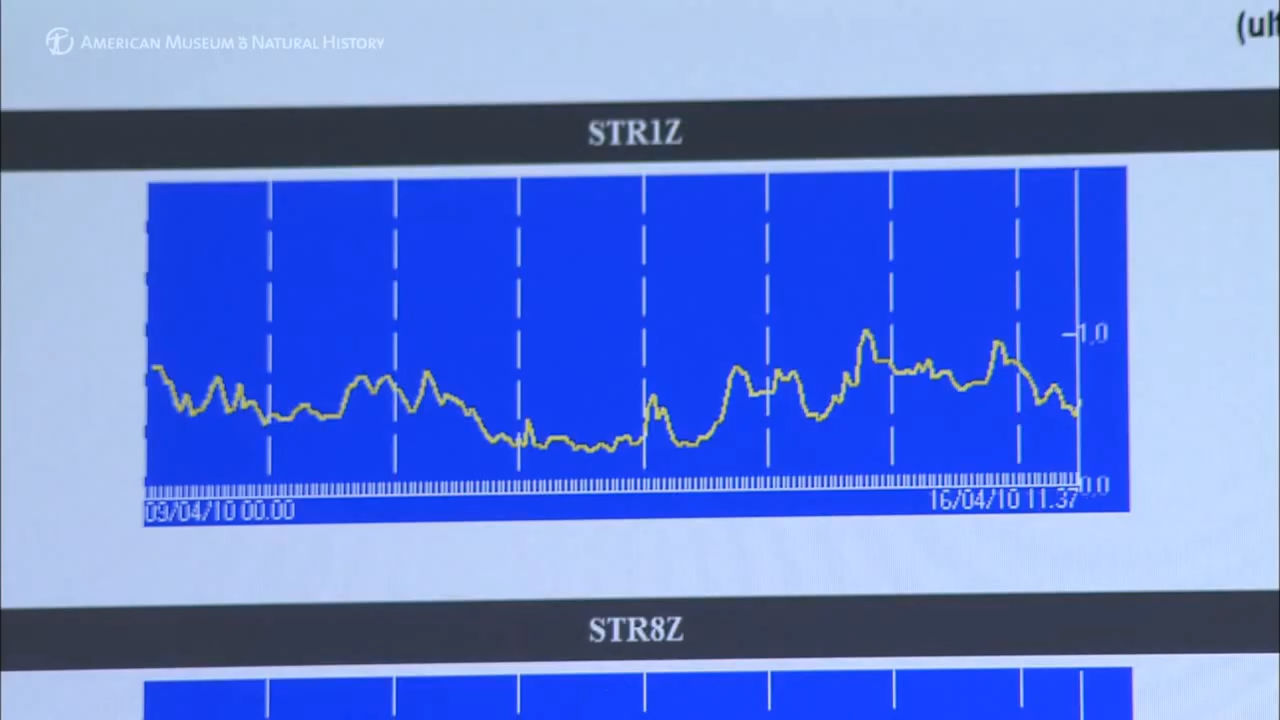 American Museum of Natural History
(ul
STR1Z
1,0
0,0
09/04/10 00.00
16/04/10 11.37
STR8Z